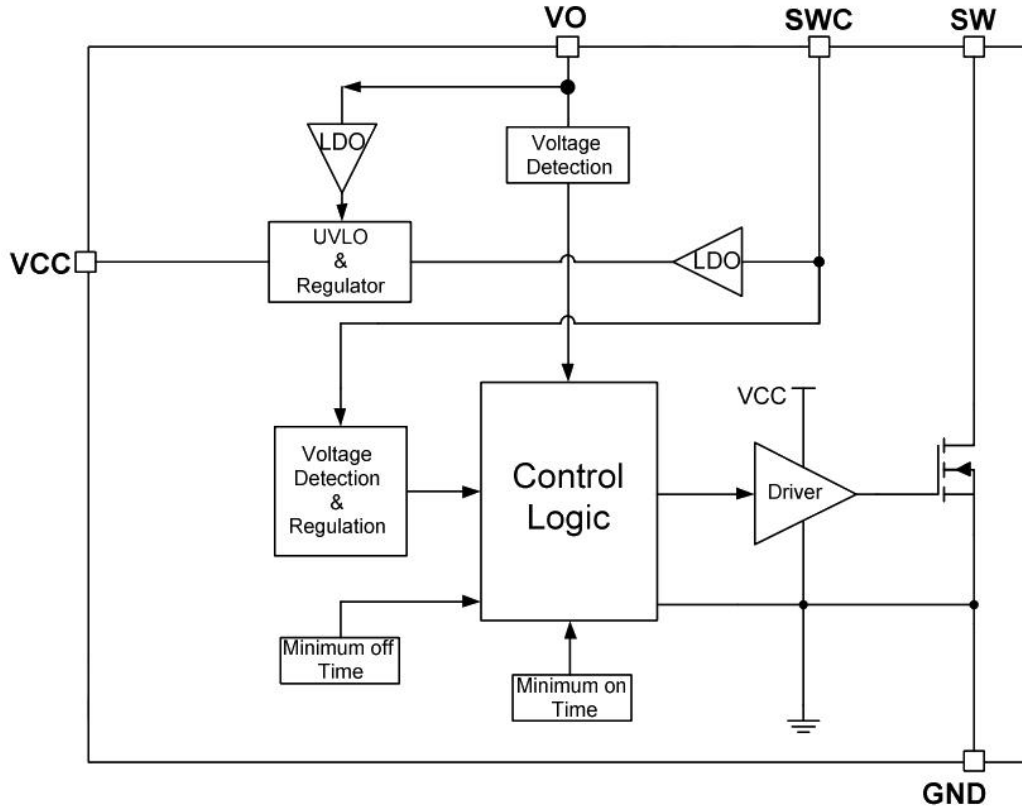 VO
SWC
SW
LDO
Voltage
Detection
UVLO
&
Regulator
VCC
LDO
Voltage
Detection
&
Regulation
Control
Logic
VCC
Driver
Minimum off
Time
Minimum on
Time
GND